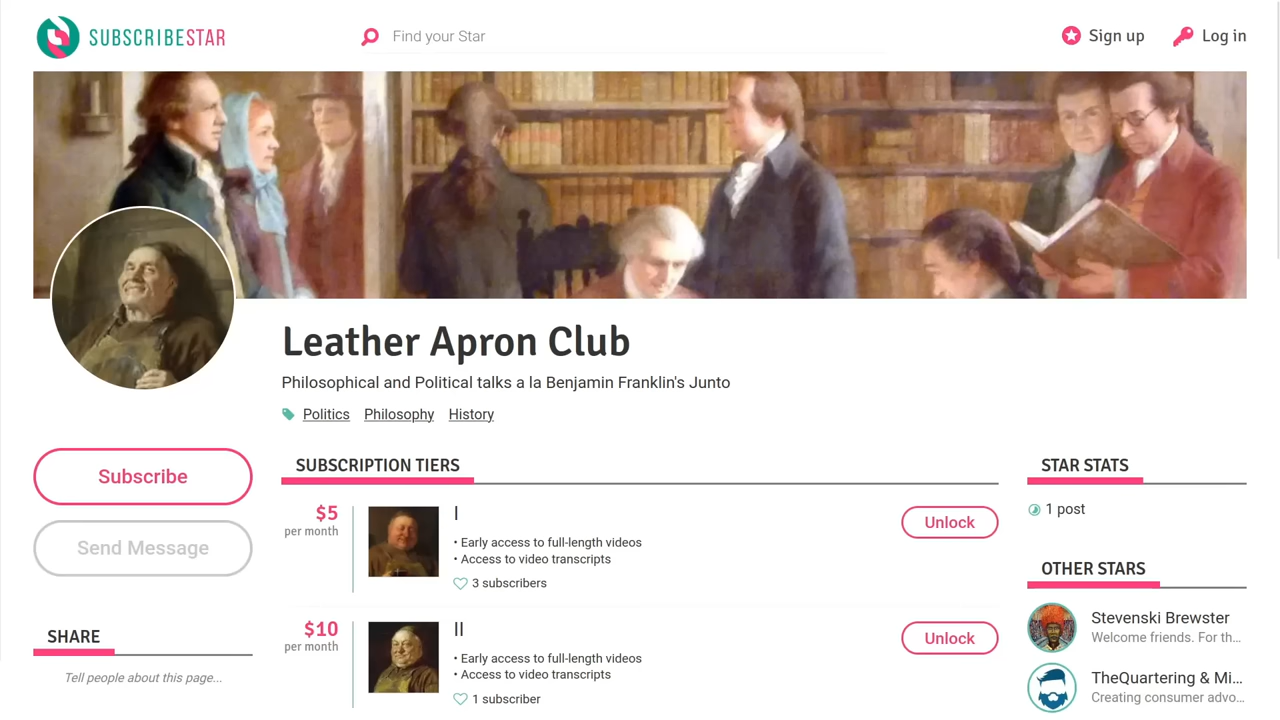 SUBSCRIBESTAR
Find your Star
Sign up
Log in
Leather Apron Club
Philosophical and Political talks a la Benjamin Franklin's Junto
Politics Philosophy History
Subscribe
Send Message
SHARE
Tell people about this page...
SUBSCRIPTION TIERS
$5
per month
I
• Early access to full-length videos
• Access to video transcripts
3 subscribers
Unlock
$10
per month
II
• Early access to full-length videos
• Access to video transcripts
1 subscriber
Unlock
STAR STATS
1 post
OTHER STARS
Stevenski Brewster
Welcome friends. For th...
TheQuartering & Mi...
Creating consumer advo...